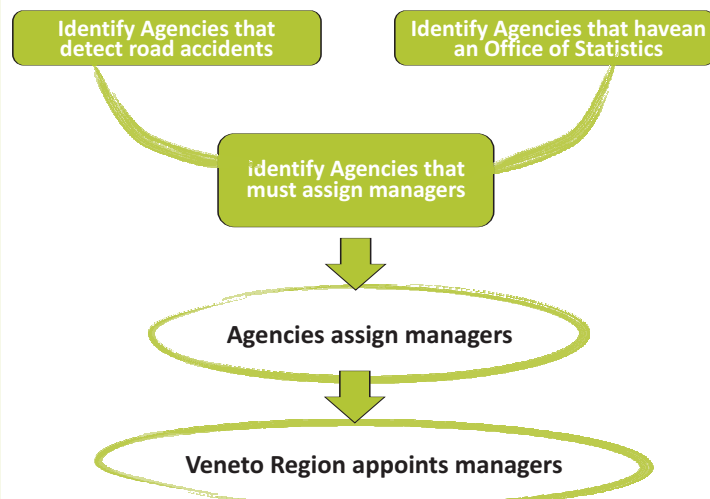 Identify Agencies that
detect road accidents
Identify Agencies that havean
an Office of Statistics
Identify Agencies that
must assign managers
Agencies assign managers
Veneto Region appoints managers